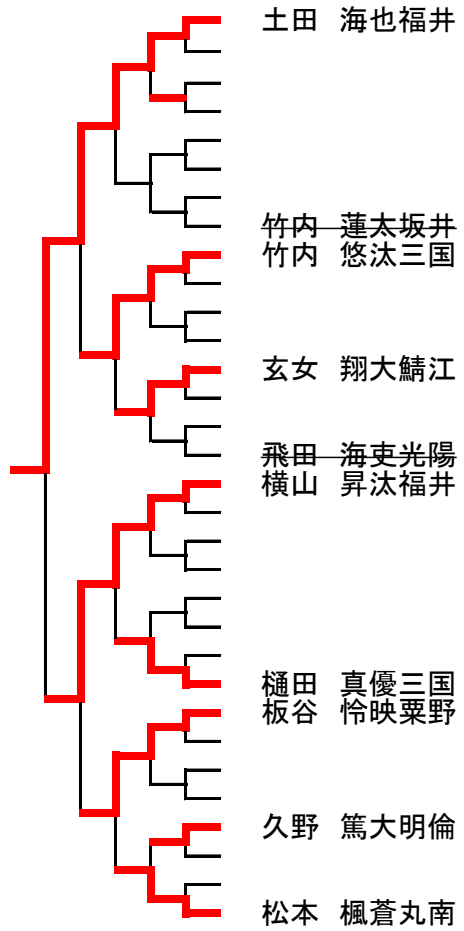 土田 海也福井
竹内 蓮太坂井
竹内 悠汰三国
玄女 翔大鯖江
飛田 海吏光陽
横山 昇汰福井
樋田 真優三国
板谷 怜映粟野
久野 篤大明倫
松本 楓蒼丸南